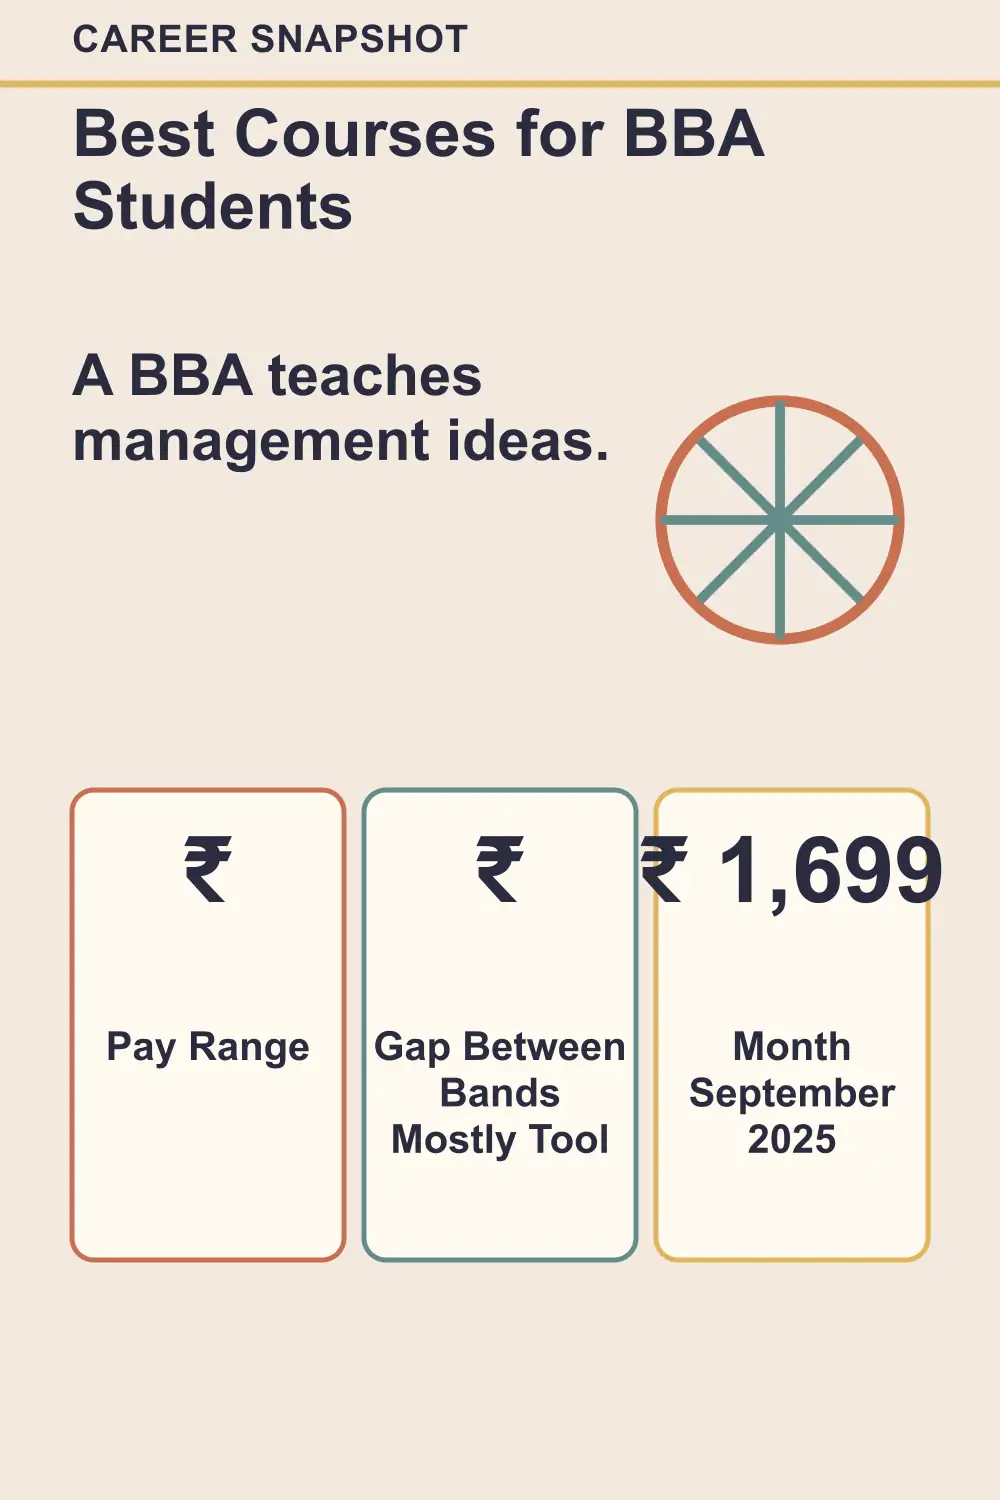 CAREER SNAPSHOT
Best Courses for BBA
Students
A BBA teaches
management ideas.
₹
Pay Range
₹
Gap Between
Bands
Mostly Tool
₹ 1,699
Month
September
2025